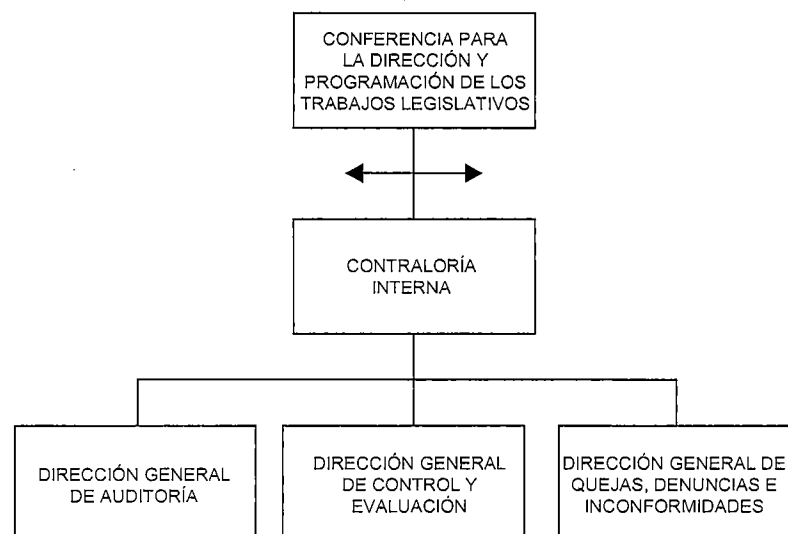 CONFERENCIA PARA
LA DIRECCIÓN Y
PROGRAMACIÓN DE LOS
TRABAJOS LEGISLATIVOS
CONTRALORÍA
INTERNA
DIRECCIÓN GENERAL
DE AUDITORÍA
DIRECCIÓN GENERAL
DE CONTROL Y
EVALUACIÓN
DIRECCIÓN GENERAL DE
QUEJAS, DENUNCIAS E
INCONFORMIDADES